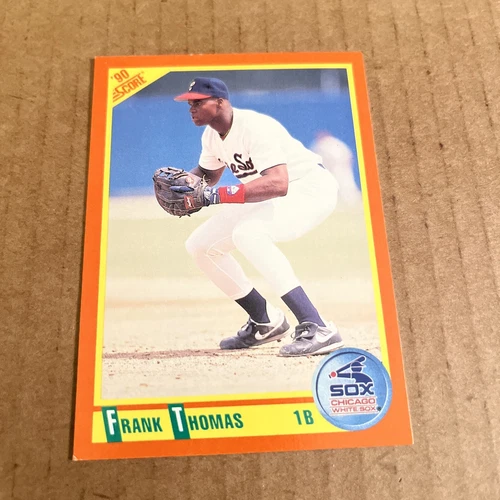 '90
SCORE
Sox
FRANK THOMAS 1B
SOX
CHICAGO
WHITE SOX